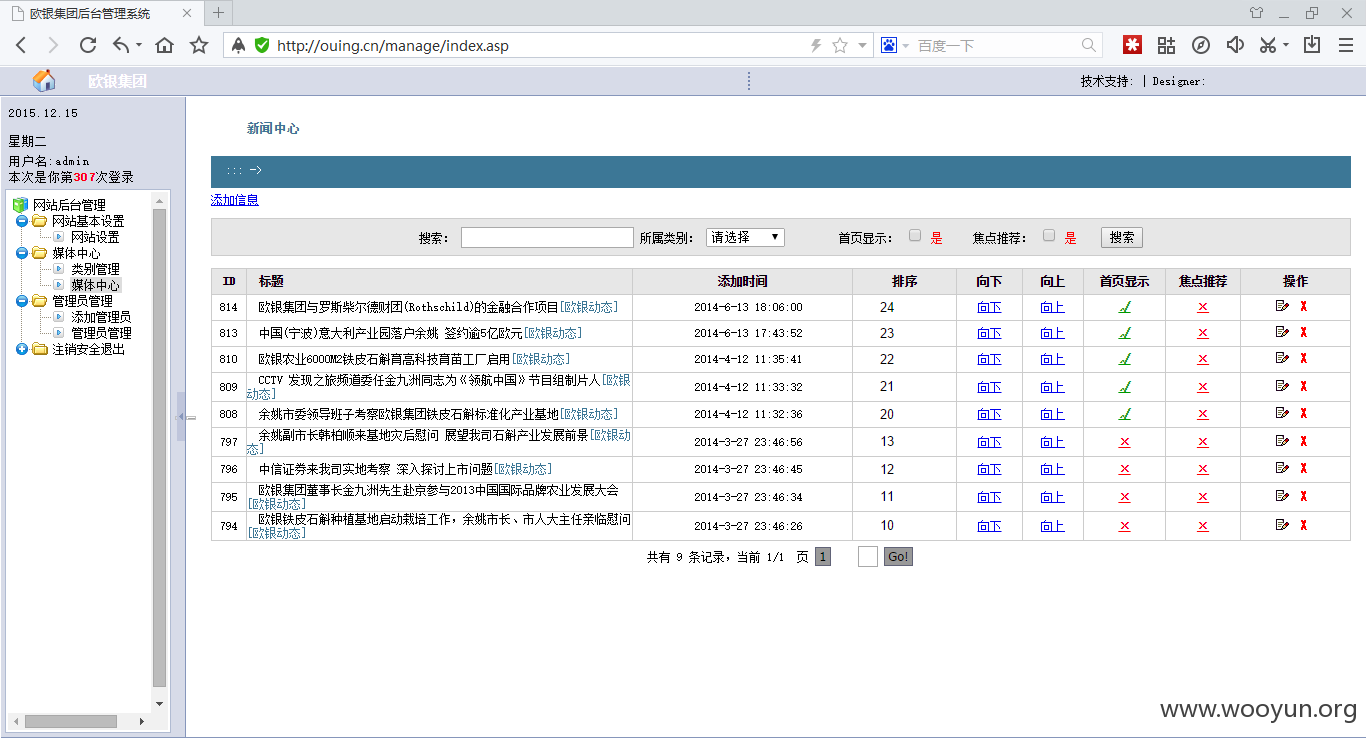 欧银集团后台管理系统
http://ouing.cn/manage/index.asp
百度一下
欧银集团
技术支持: | Designer:
2015.12.15
星期二
用户名:admin
本次是你第307次登录
网站后台管理
网站基本设置
网站设置
媒体中心
类别管理
媒体中心
管理员管理
添加管理员
管理员管理
注销安全退出
新闻中心
::: ->
添加信息
搜索: 所属类别: 请选择 首页显示: 是 焦点推荐: 是 搜索
ID 标题 添加时间 排序 向下 向上 首页显示 焦点推荐 操作
814 欧银集团与罗斯柴尔德财团(Rothschild)的金融合作项目[欧银动态] 2014-6-13 18:06:00 24 向下 向上
813 中国(宁波)意大利产业园落户余姚 签约逾5亿欧元[欧银动态] 2014-6-13 17:43:52 23 向下 向上
810 欧银农业6000M2铁皮石斛育高科技育苗工厂启用[欧银动态] 2014-4-12 11:35:41 22 向下 向上
809 CCTV 发现之旅频道委任金九洲同志为《领航中国》节目组制片人[欧银
动态] 2014-4-12 11:33:32 21 向下 向上
808 余姚市委领导班子考察欧银集团铁皮石斛标准化产业基地[欧银动态] 2014-4-12 11:32:36 20 向下 向上
797 余姚副市长韩柏顺来基地灾后慰问 展望我司石斛产业发展前景[欧银动
态] 2014-3-27 23:46:56 13 向下 向上
796 中信证券来我司实地考察 深入探讨上市问题[欧银动态] 2014-3-27 23:46:45 12 向下 向上
795 欧银集团董事长金九洲先生赴京参与2013中国国际品牌农业发展大会
[欧银动态] 2014-3-27 23:46:34 11 向下 向上
794 欧银铁皮石斛种植基地启动栽培工作，余姚市长、市人大主任亲临慰问
[欧银动态] 2014-3-27 23:46:26 10 向下 向上
共有 9 条记录，当前 1/1 页 1 Go!
www.wooyun.org